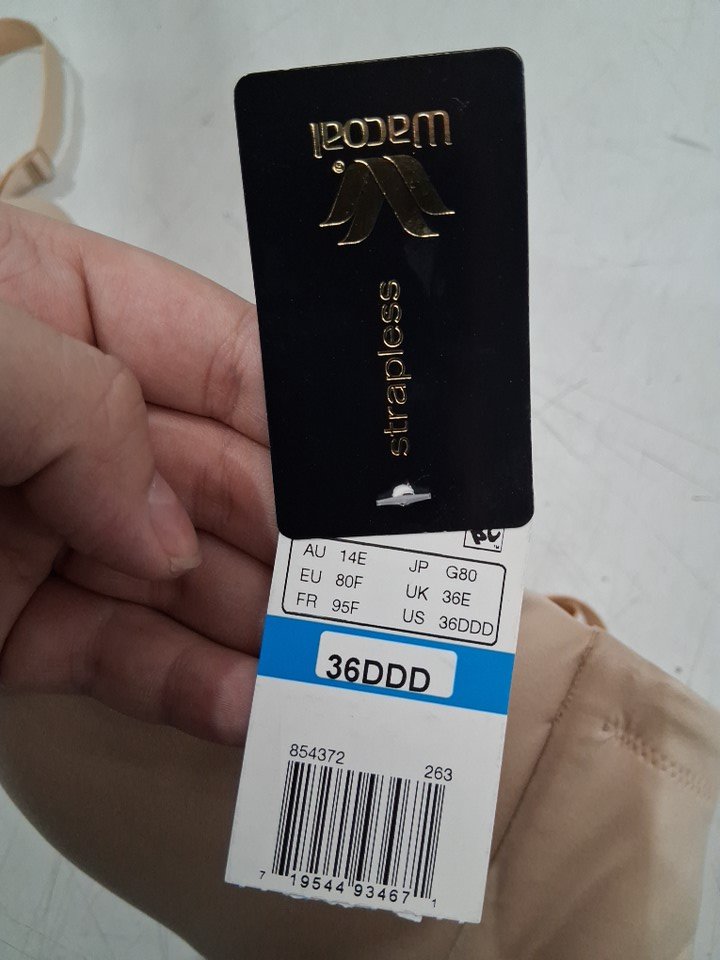 wacoal
®
strapless
AU 14E JP G80
EU 80F UK 36E
FR 95F US 36DDD
36DDD
854372 263
7 19544 93467 1